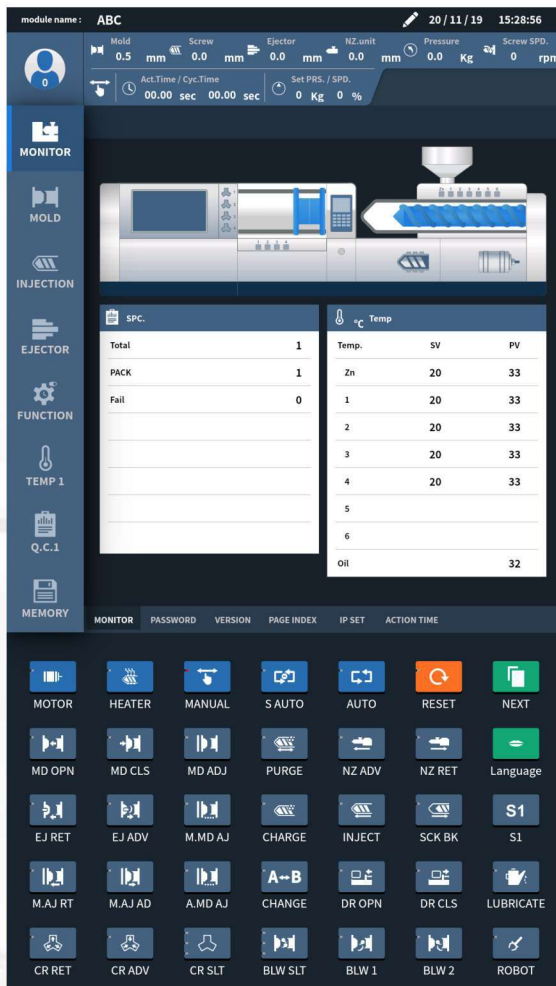 module name : ABC 20 / 11 / 19 15:28:56
Mold Screw Ejector NZ.unit Pressure Screw SPD.
0.5 mm 0.0 mm 0.0 mm 0.0 mm 0.0 Kg 0 rpm
0
Act.Time / Cyc.Time Set PRS. / SPD.
00.00 sec 00.00 sec 0 Kg 0 %
MONITOR
MOLD
INJECTION
EJECTOR
FUNCTION
TEMP 1
Q.C.1
MEMORY
SPC.
Total 1
PACK 1
Fail 0
°C Temp
Temp. SV PV
Zn 20 33
1 20 33
2 20 33
3 20 33
4 20 33
5
6
Oil 32
MONITOR PASSWORD VERSION PAGE INDEX IP SET ACTION TIME
MOTOR HEATER MANUAL S AUTO AUTO RESET NEXT
MD OPN MD CLS MD ADJ PURGE NZ ADV NZ RET Language
S1
EJ RET EJ ADV M.MD AJ CHARGE INJECT SCK BK S1
A↔B
M.AJ RT M.AJ AD A.MD AJ CHANGE DR OPN DR CLS LUBRICATE
CR RET CR ADV CR SLT BLW SLT BLW 1 BLW 2 ROBOT